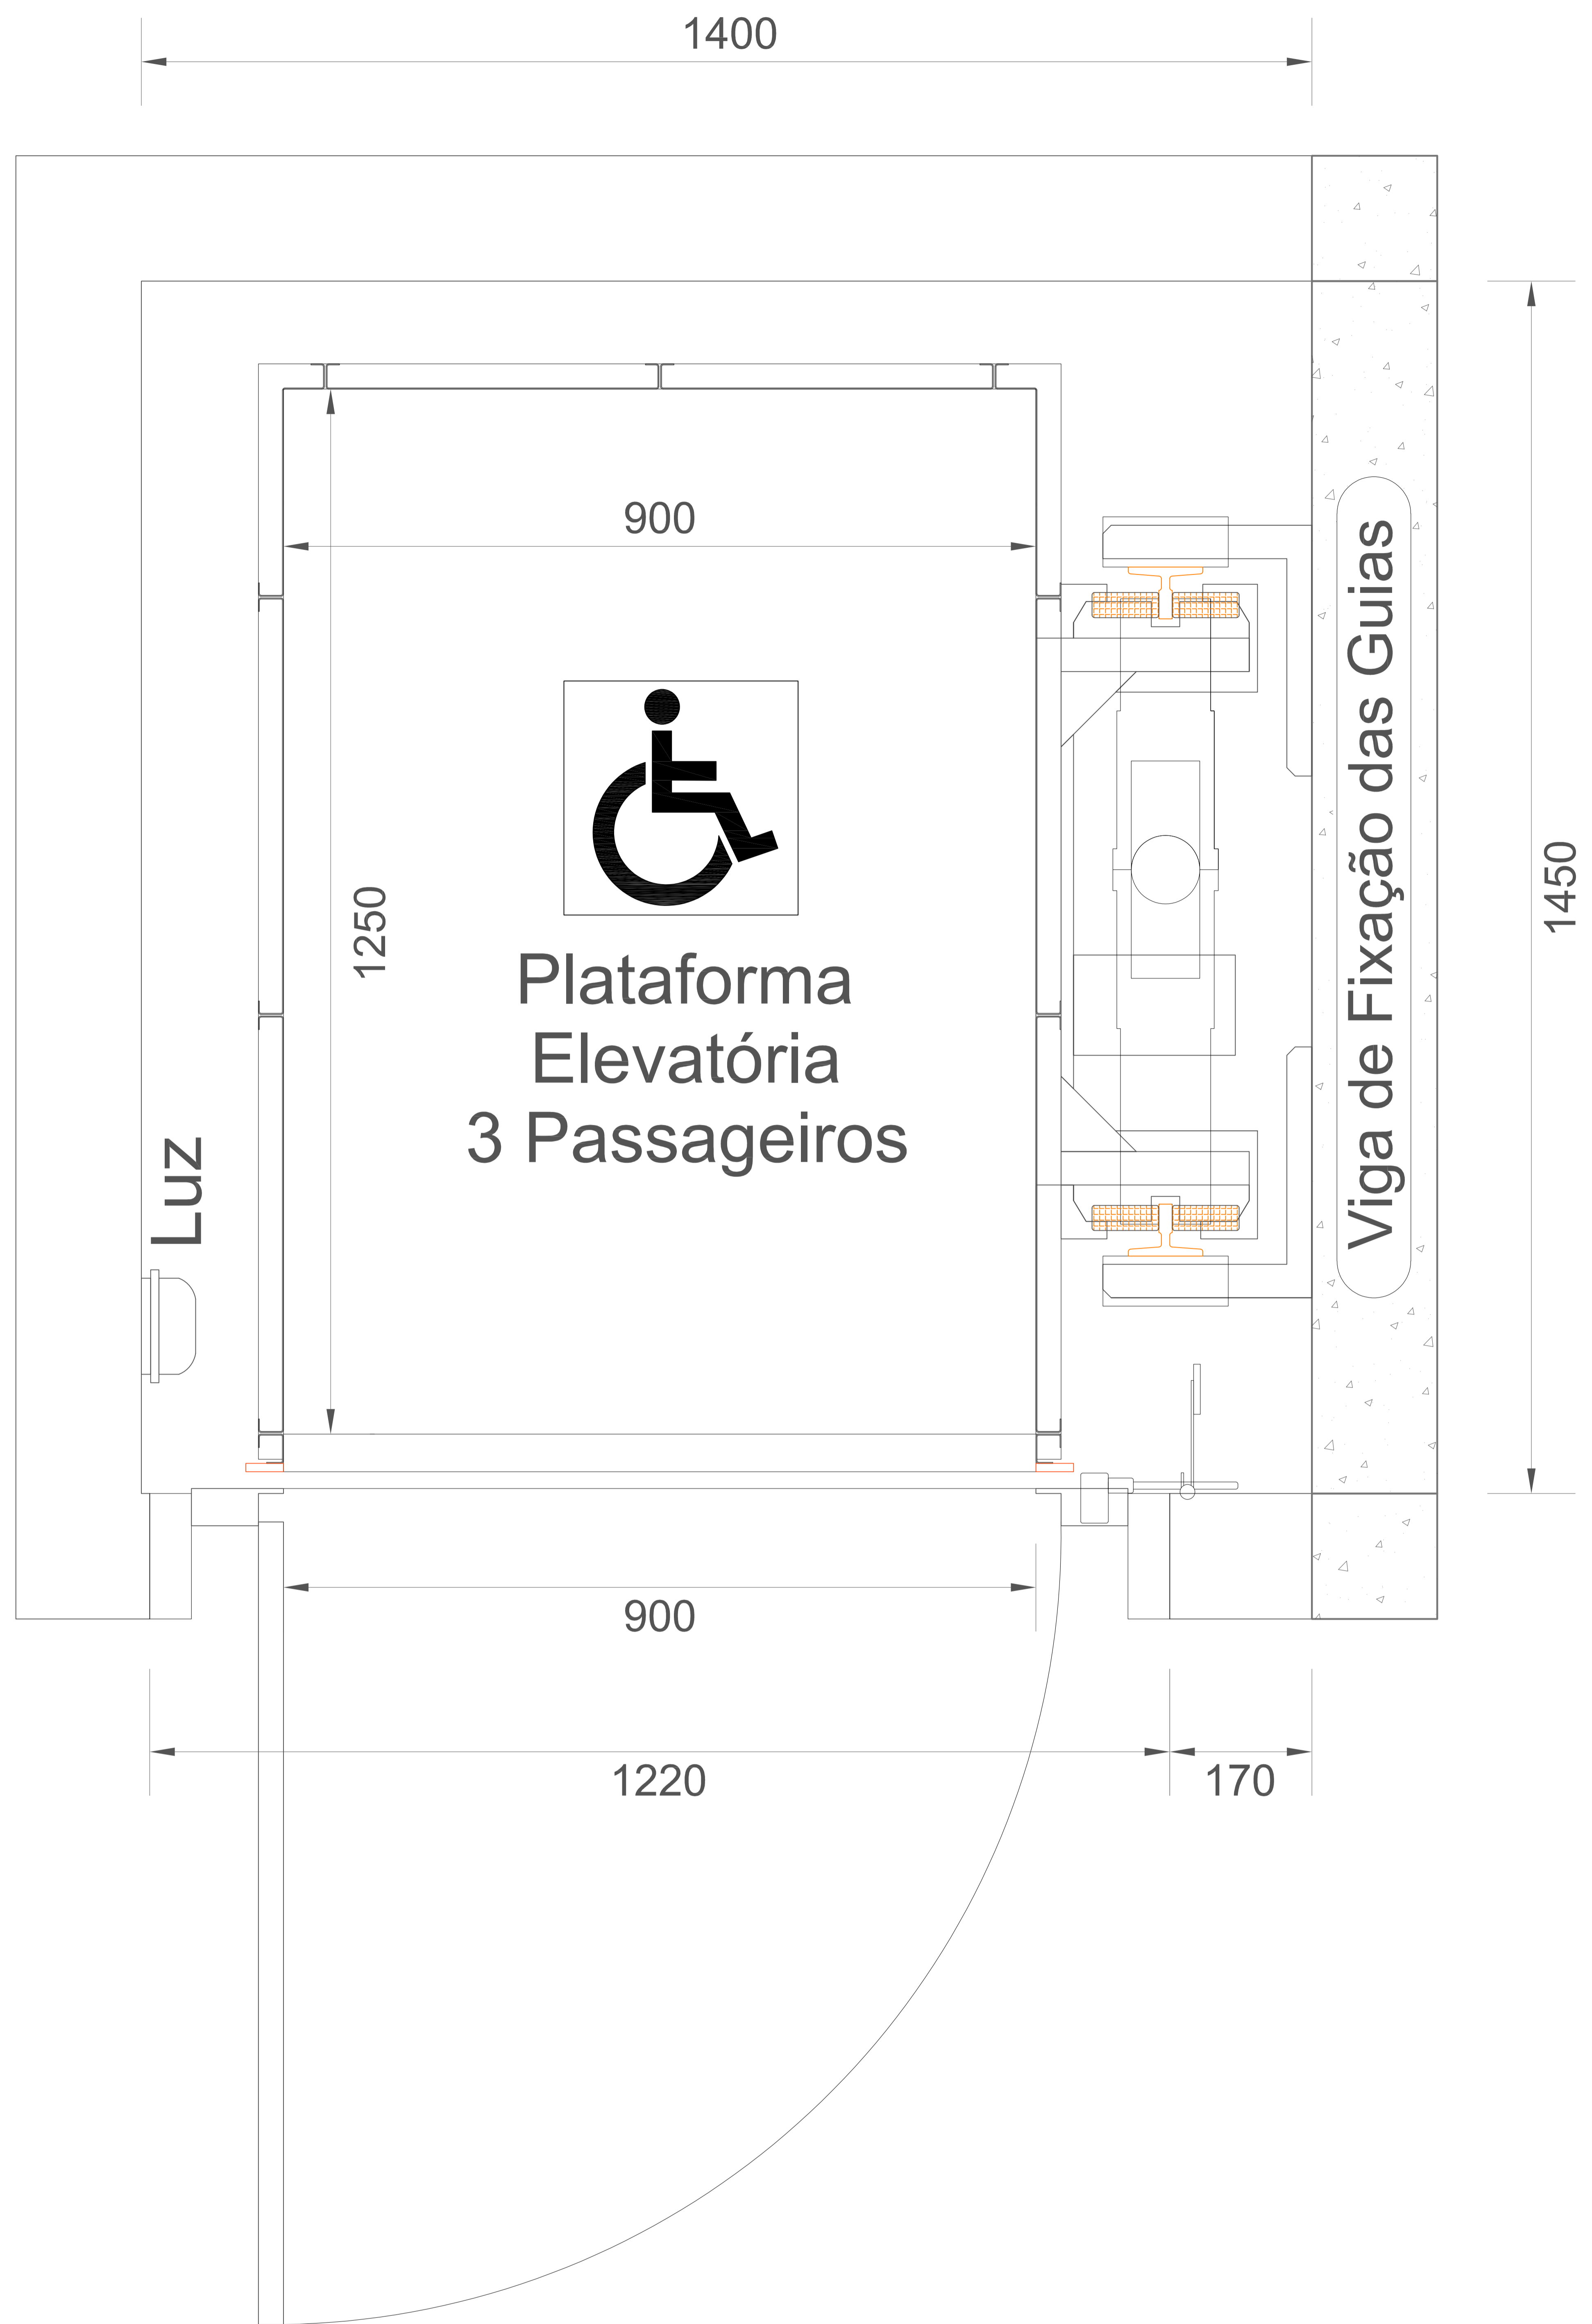 1400
900
1250
Plataforma
Elevatória
3 Passageiros
Luz
Viga de Fixação das Guias
1450
900
1220
170